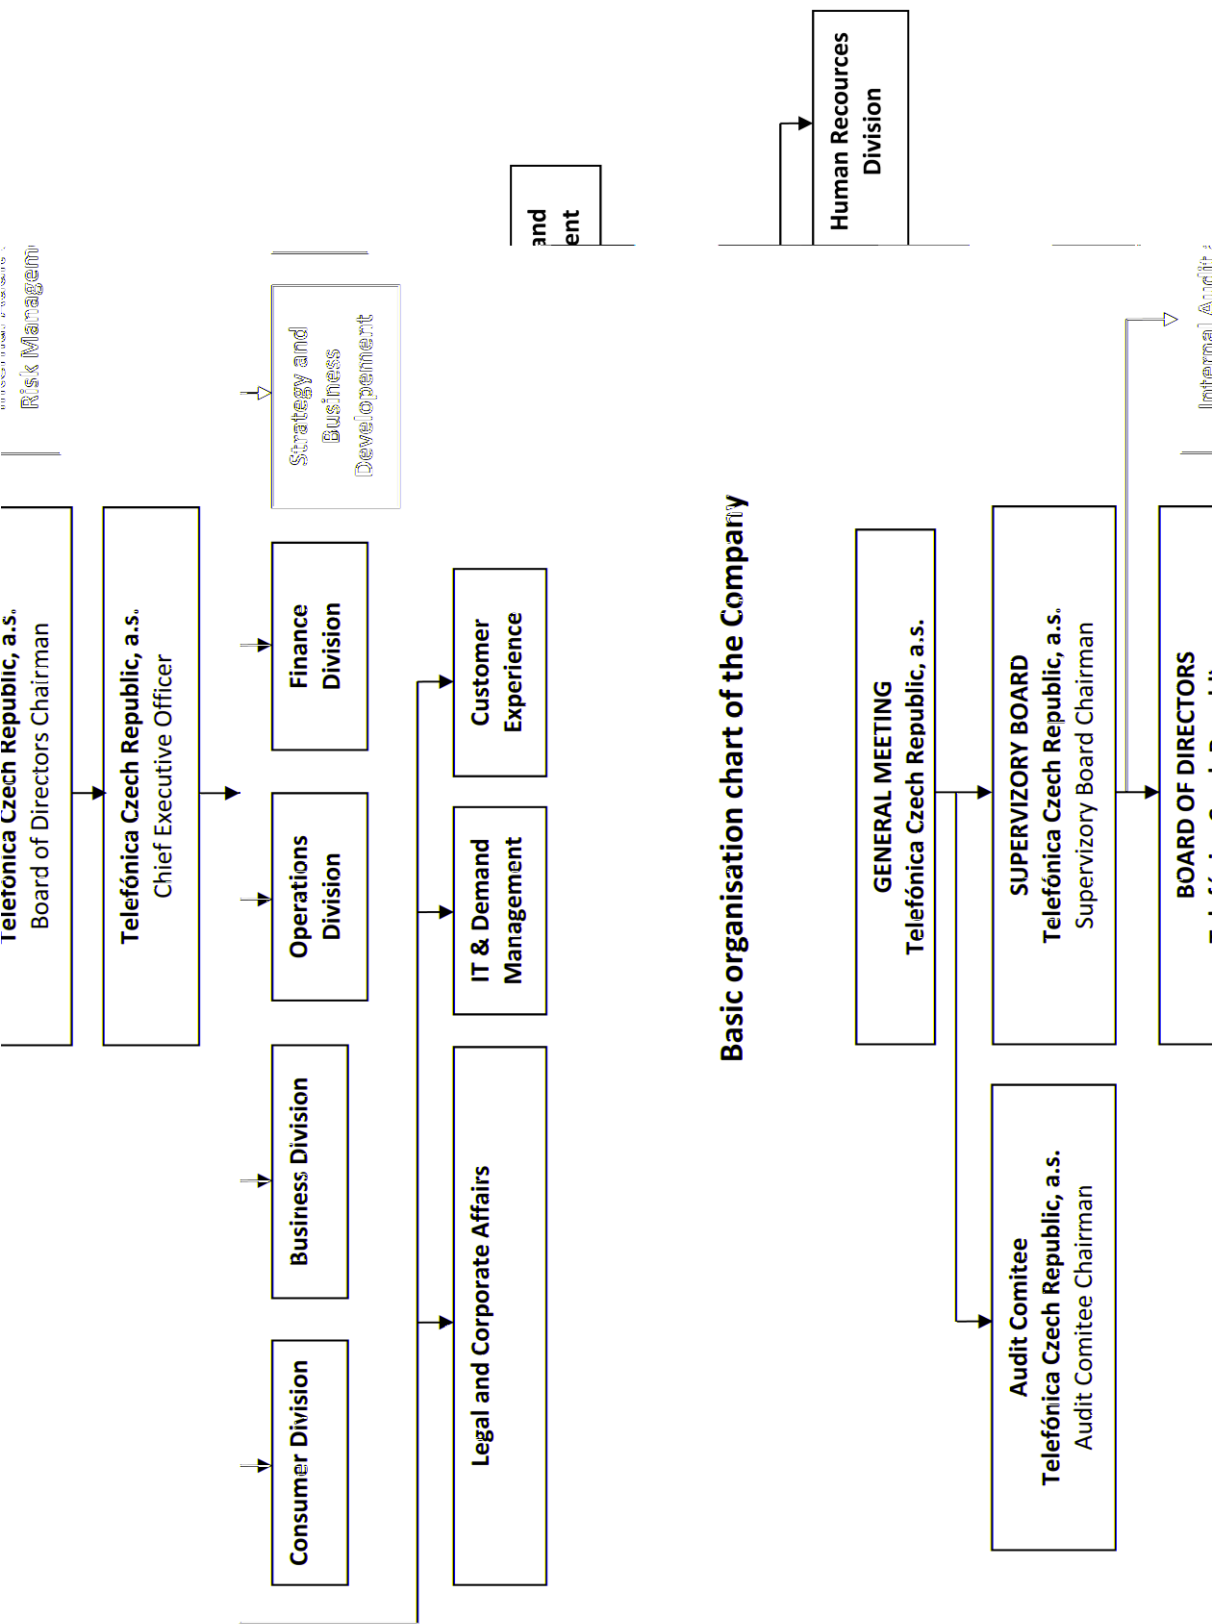 Basic organisation chart of the Company
GENERAL MEETING
Telefónica Czech Republic, a.s.
Audit Comitee
Telefónica Czech Republic, a.s.
Audit Comitee Chairman
SUPERVIZORY BOARD
Telefónica Czech Republic, a.s.
Supervizory Board Chairman
Internal Audit
BOARD OF DIRECTORS
Risk Managem
Telefónica Czech Republic, a.s.
Board of Directors Chairman
Telefónica Czech Republic, a.s.
Chief Executive Officer
Consumer Division
Business Division
Operations
Division
Finance
Division
Strategy and
Business
Developement
Human Recources
Division
Legal and Corporate Affairs
IT & Demand
Management
Customer
Experience
and
ent